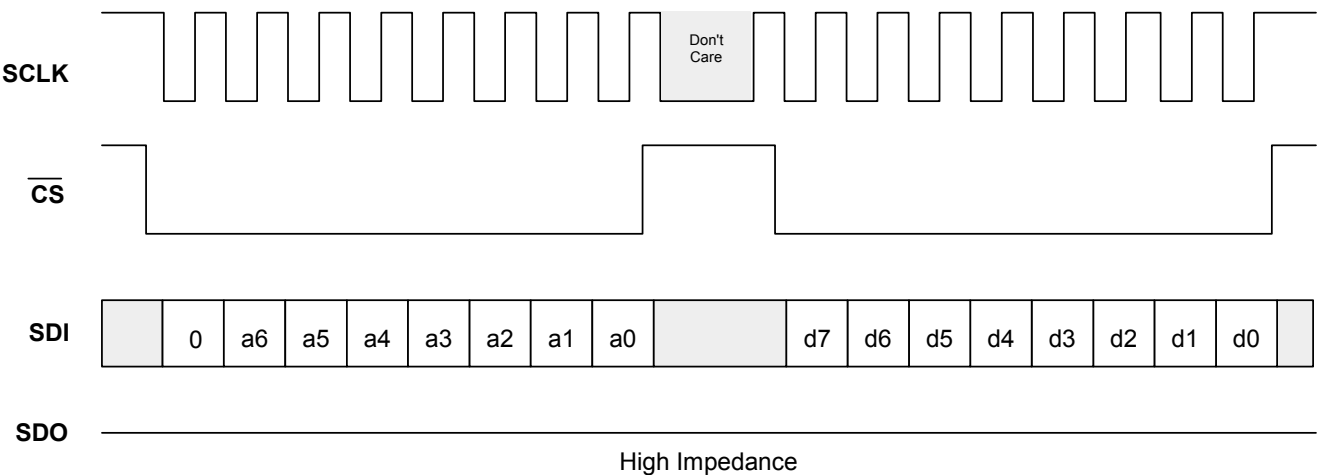 Don't
Care
SCLK
CS
SDI
0 a6 a5 a4 a3 a2 a1 a0 d7 d6 d5 d4 d3 d2 d1 d0
SDO
High Impedance